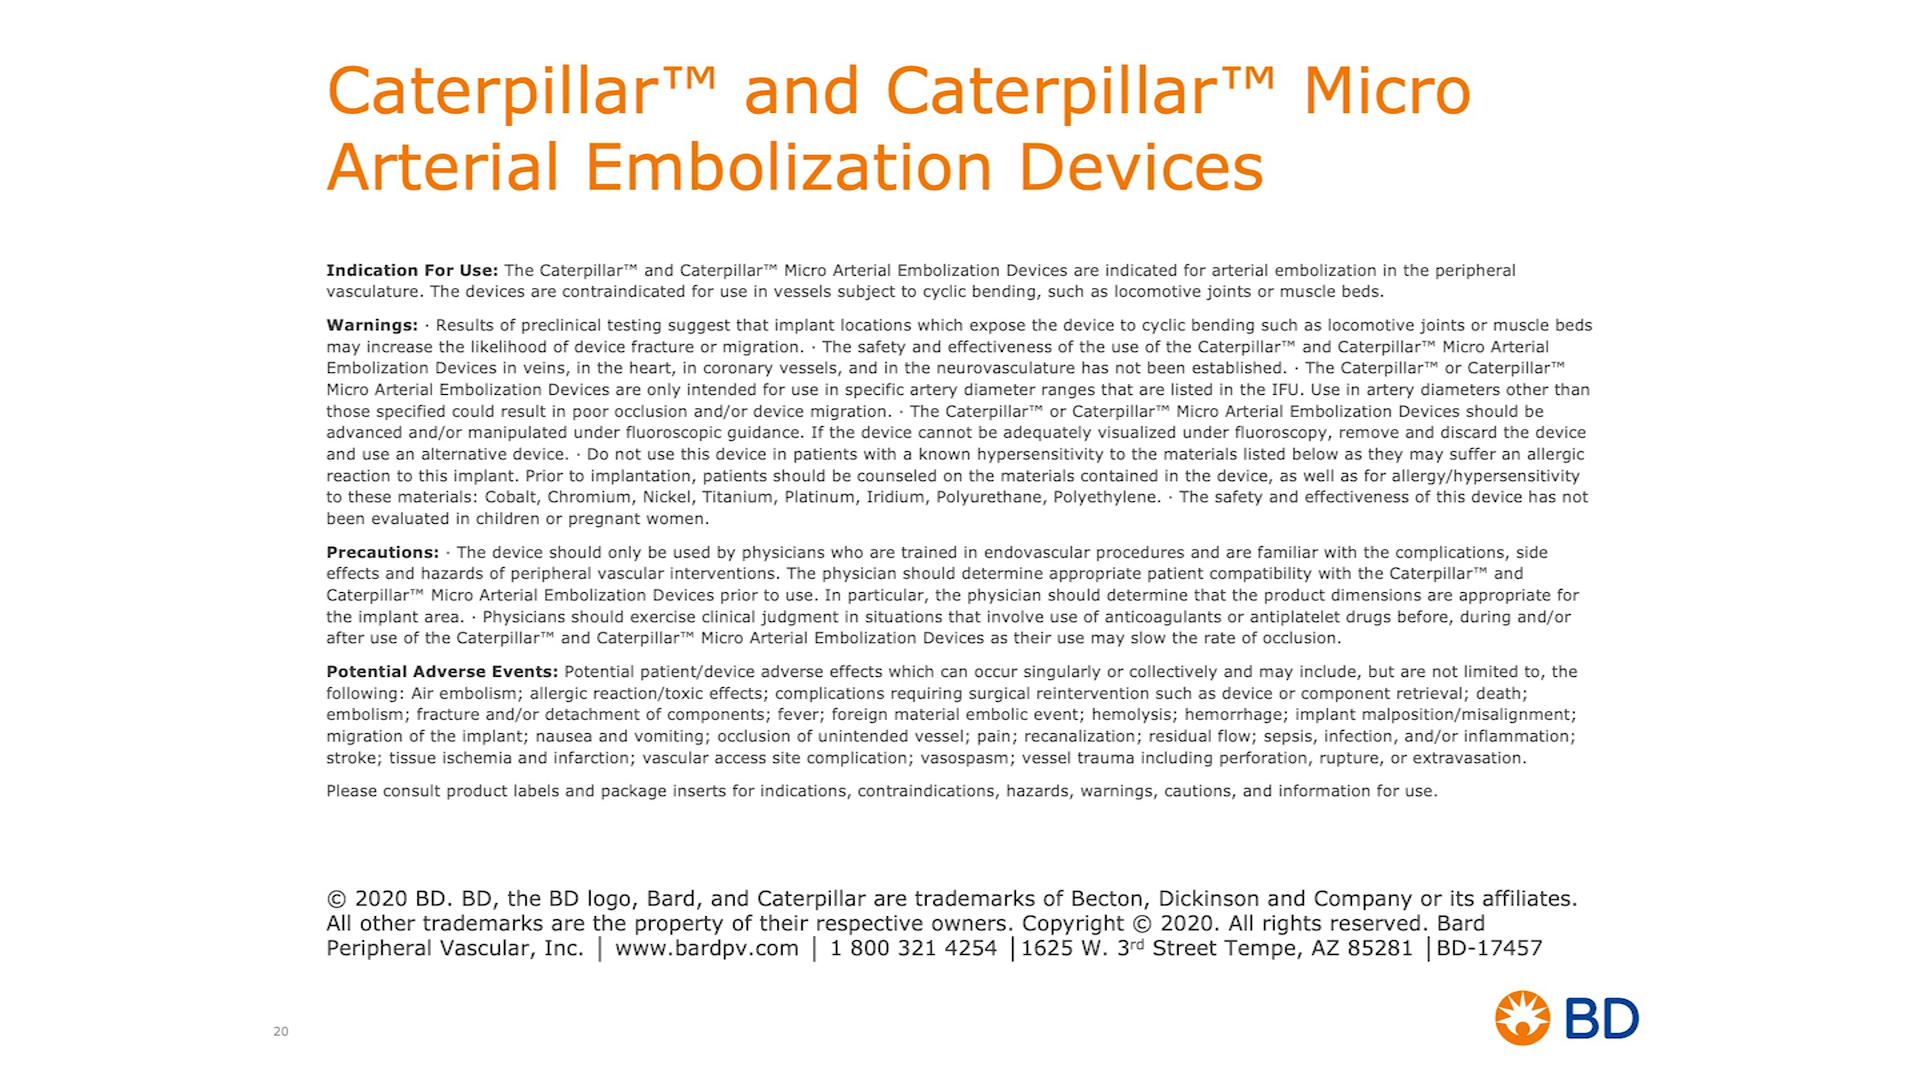 Caterpillar™ and Caterpillar™ Micro
Arterial Embolization Devices
Indication For Use: The Caterpillar™ and Caterpillar™ Micro Arterial Embolization Devices are indicated for arterial embolization in the peripheral
vasculature. The devices are contraindicated for use in vessels subject to cyclic bending, such as locomotive joints or muscle beds.
Warnings: · Results of preclinical testing suggest that implant locations which expose the device to cyclic bending such as locomotive joints or muscle beds
may increase the likelihood of device fracture or migration. · The safety and effectiveness of the use of the Caterpillar™ and Caterpillar™ Micro Arterial
Embolization Devices in veins, in the heart, in coronary vessels, and in the neurovasculature has not been established. · The Caterpillar™ or Caterpillar™
Micro Arterial Embolization Devices are only intended for use in specific artery diameter ranges that are listed in the IFU. Use in artery diameters other than
those specified could result in poor occlusion and/or device migration. · The Caterpillar™ or Caterpillar™ Micro Arterial Embolization Devices should be
advanced and/or manipulated under fluoroscopic guidance. If the device cannot be adequately visualized under fluoroscopy, remove and discard the device
and use an alternative device. · Do not use this device in patients with a known hypersensitivity to the materials listed below as they may suffer an allergic
reaction to this implant. Prior to implantation, patients should be counseled on the materials contained in the device, as well as for allergy/hypersensitivity
to these materials: Cobalt, Chromium, Nickel, Titanium, Platinum, Iridium, Polyurethane, Polyethylene. · The safety and effectiveness of this device has not
been evaluated in children or pregnant women.
Precautions: · The device should only be used by physicians who are trained in endovascular procedures and are familiar with the complications, side
effects and hazards of peripheral vascular interventions. The physician should determine appropriate patient compatibility with the Caterpillar™ and
Caterpillar™ Micro Arterial Embolization Devices prior to use. In particular, the physician should determine that the product dimensions are appropriate for
the implant area. · Physicians should exercise clinical judgment in situations that involve use of anticoagulants or antiplatelet drugs before, during and/or
after use of the Caterpillar™ and Caterpillar™ Micro Arterial Embolization Devices as their use may slow the rate of occlusion.
Potential Adverse Events: Potential patient/device adverse effects which can occur singularly or collectively and may include, but are not limited to, the
following: Air embolism; allergic reaction/toxic effects; complications requiring surgical reintervention such as device or component retrieval; death;
embolism; fracture and/or detachment of components; fever; foreign material embolic event; hemolysis; hemorrhage; implant malposition/misalignment;
migration of the implant; nausea and vomiting; occlusion of unintended vessel; pain; recanalization; residual flow; sepsis, infection, and/or inflammation;
stroke; tissue ischemia and infarction; vascular access site complication; vasospasm; vessel trauma including perforation, rupture, or extravasation.
Please consult product labels and package inserts for indications, contraindications, hazards, warnings, cautions, and information for use.
© 2020 BD. BD, the BD logo, Bard, and Caterpillar are trademarks of Becton, Dickinson and Company or its affiliates.
All other trademarks are the property of their respective owners. Copyright © 2020. All rights reserved. Bard
Peripheral Vascular, Inc. | www.bardpv.com | 1 800 321 4254 |1625 W. 3rd Street Tempe, AZ 85281 |BD-17457
20
BD